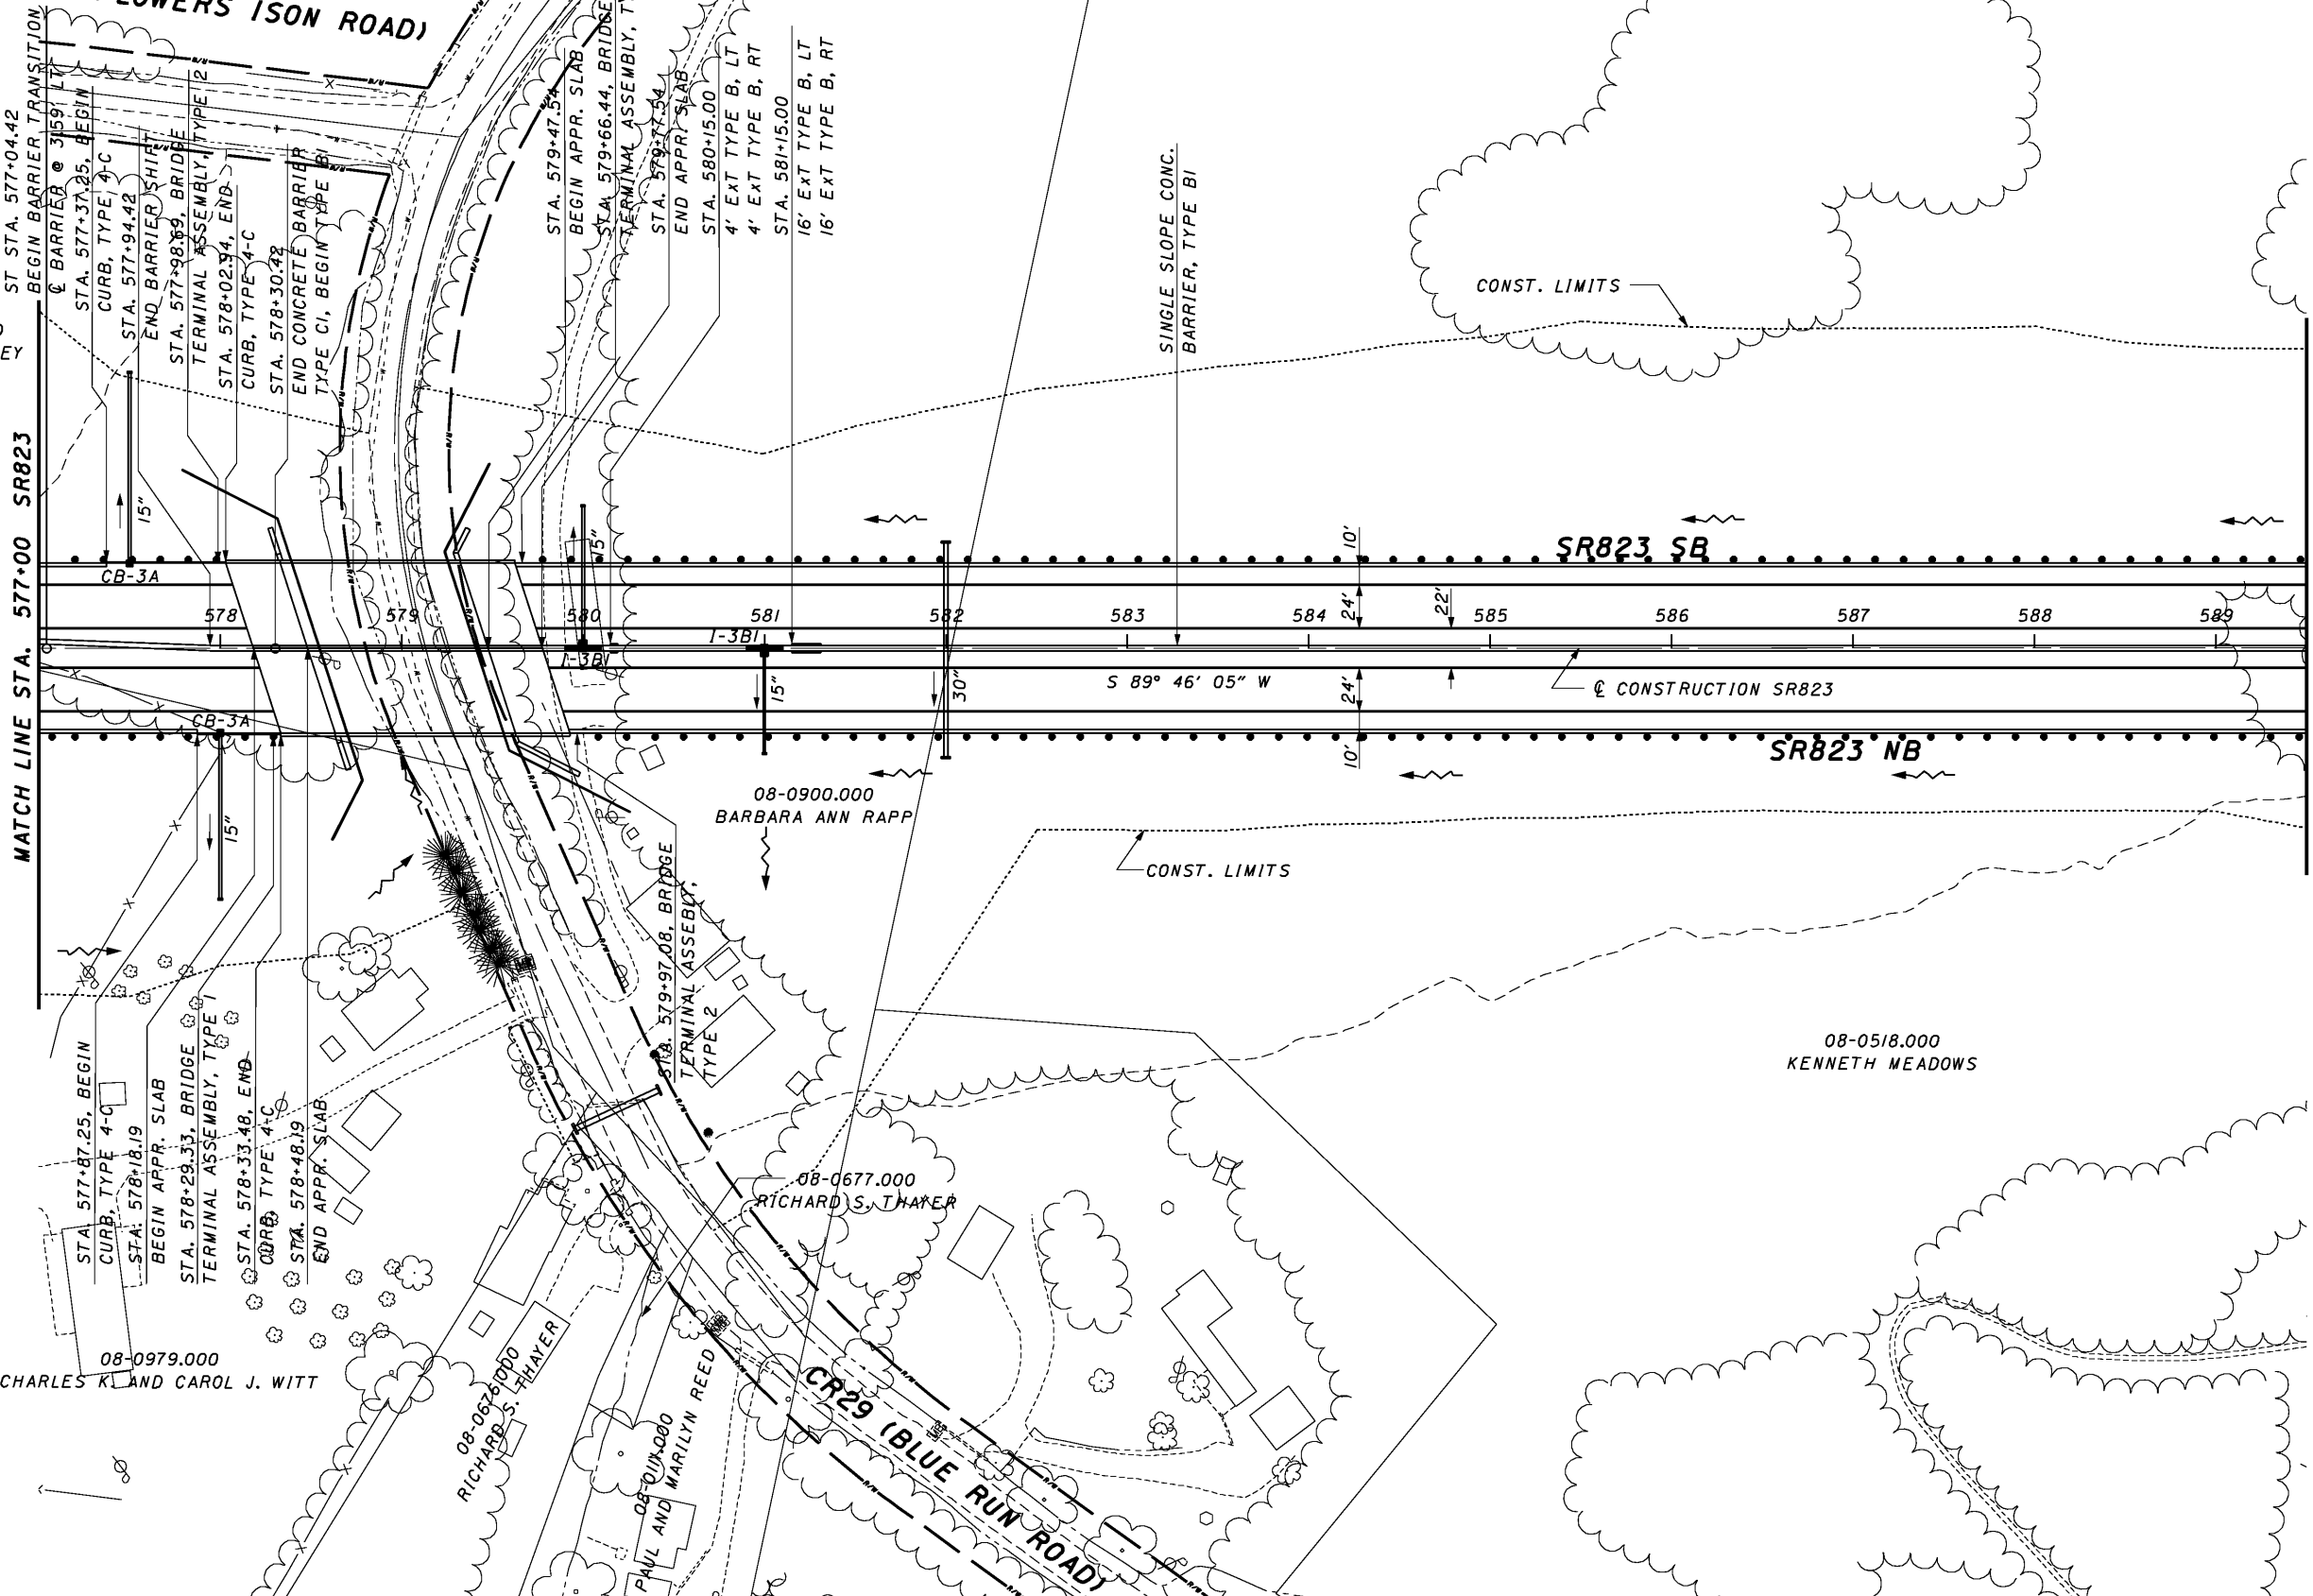 FLOWERS ISON ROAD)
ST STA. 577+04.42
BEGIN BARRIER TRANSITION
℄ BARRIER @ 3.59' LT
STA. 577+37.25, BEGIN
CURB, TYPE 4-C
STA. 577+94.42
END BARRIER SHIFT
STA. 577+98.69, BRIDGE
TERMINAL ASSEMBLY, TYPE 2
STA. 578+02.94, END
CURB, TYPE 4-C
STA. 578+30.42
END CONCRETE BARRIER
TYPE C1, BEGIN TYPE B1
STA. 579+47.54
BEGIN APPR. SLAB
STA. 579+66.44, BRIDGE
TERMINAL ASSEMBLY,
STA. 579+77.54
END APPR. SLAB
STA. 580+15.00
4' ExT TYPE B, LT
4' ExT TYPE B, RT
STA. 581+15.00
16' ExT TYPE B, LT
16' ExT TYPE B, RT
SINGLE SLOPE CONC.
BARRIER, TYPE B1
CONST. LIMITS
EY
MATCH LINE STA. 577+00 SR823
15"
15"
10'
SR823 SB
CB-3A
578 579 580 581 582 583 584 585 586 587 588 589
24'
22'
I-3B1
I-3B1
S 89° 46' 05" W
℄ CONSTRUCTION SR823
15"
30"
24'
CB-3A
10'
SR823 NB
15"
08-0900.000
BARBARA ANN RAPP
CONST. LIMITS
STA. 579+97.08, BRIDGE
TERMINAL ASSEBLY,
TYPE 2
08-0518.000
KENNETH MEADOWS
STA. 577+87.25, BEGIN
CURB, TYPE 4-C
STA. 578+18.19
BEGIN APPR. SLAB
STA. 578+29.33, BRIDGE
TERMINAL ASSEMBLY, TYPE 1
STA. 578+33.48, END
CURB, TYPE 4-C
STA. 578+48.19
END APPR. SLAB
08-0677.000
RICHARD S. THAYER
08-0979.000
CHARLES K. AND CAROL J. WITT
08-0676.000
RICHARD S. THAYER
08-0111.000
PAUL AND MARILYN REED
CR29 (BLUE RUN ROAD)